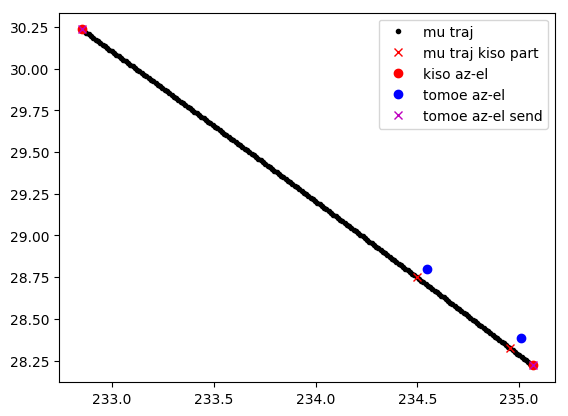 30.25
30.00
29.75
29.50
29.25
29.00
28.75
28.50
28.25
233.0 233.5 234.0 234.5 235.0
mu traj
mu traj kiso part
kiso az-el
tomoe az-el
tomoe az-el send